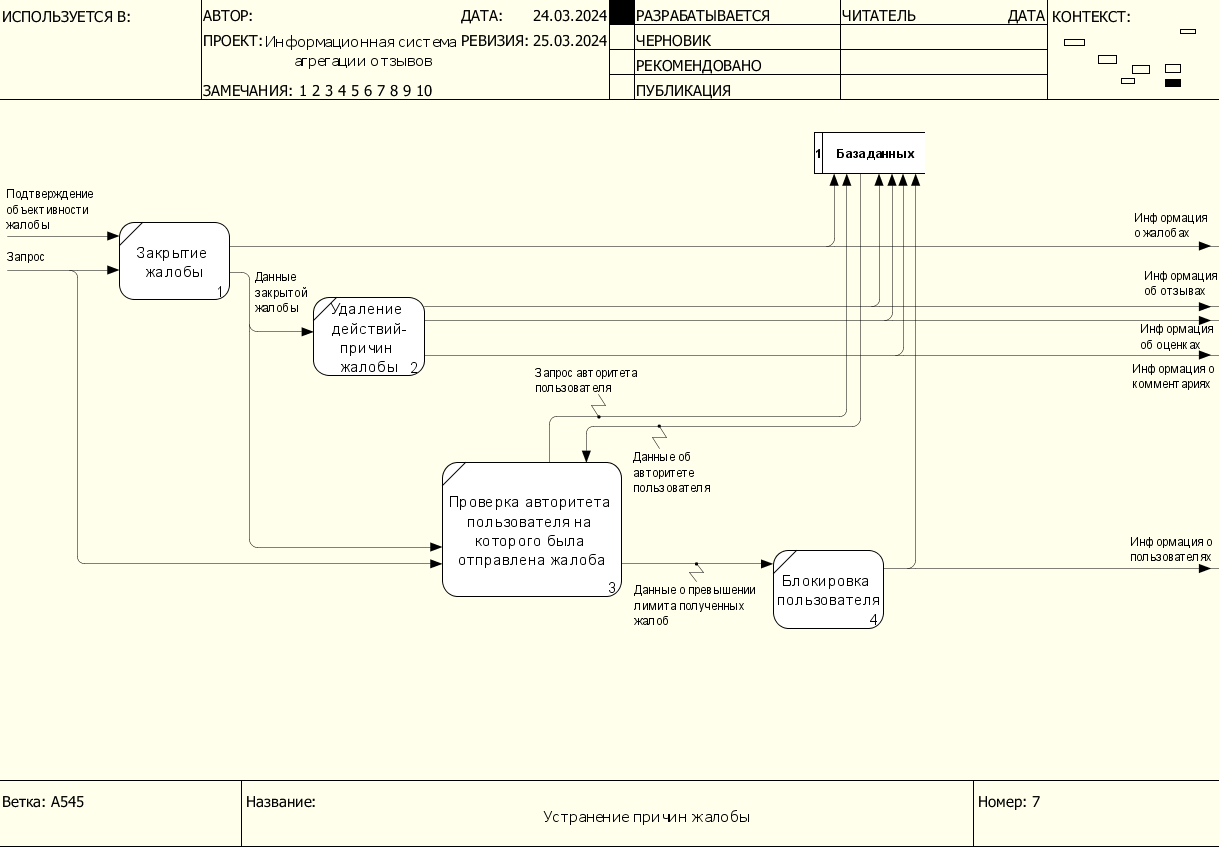 ИСПОЛЬЗУЕТСЯ В:
АВТОР:
ДАТА: 24.03.2024
ПРОЕКТ: Информационная система
агрегации отзывов
РЕВИЗИЯ: 25.03.2024
ЗАМЕЧАНИЯ: 1 2 3 4 5 6 7 8 9 10
РАЗРАБАТЫВАЕТСЯ
ЧЕРНОВИК
РЕКОМЕНДОВАНО
ПУБЛИКАЦИЯ
ЧИТАТЕЛЬ
ДАТА
КОНТЕКСТ:
1 База данных
Подтверждение
объективности
жалобы
Запрос
Закрытие
жалобы
1
Информация
о жалобах
Данные
закрытой
жалобы
Удаление
действий-
причин
жалобы
2
Информация
об отзывах
Информация
об оценках
Информация о
комментариях
Запрос авторитета
пользователя
Данные об
авторитете
пользователя
Проверка авторитета
пользователя на
которого была
отправлена жалоба
3
Данные о превышении
лимита полученных
жалоб
Блокировка
пользователя
4
Информация о
пользователях
Ветка: A545
Название:
Устранение причин жалобы
Номер: 7